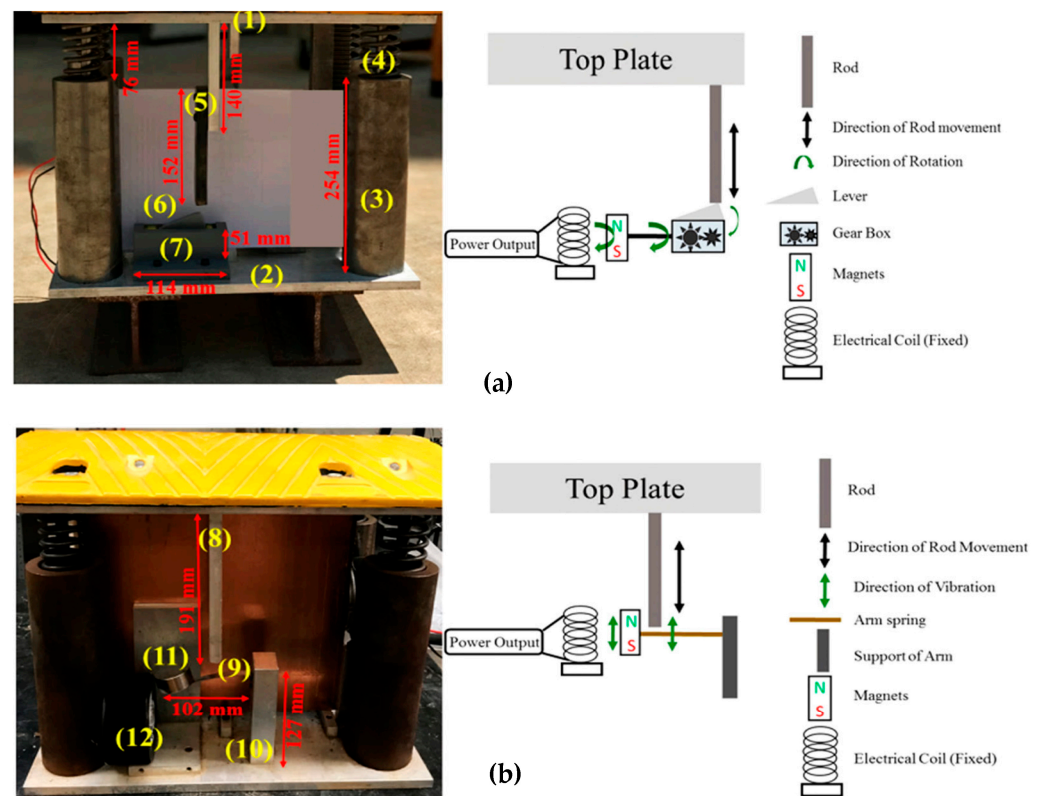 (1)
(4)
76 mm
140 mm
(5)
152 mm
254 mm
(3)
(6)
(7)
51 mm
(2)
114 mm
Top Plate
Power Output
N
S
Rod
Direction of Rod movement
Direction of Rotation
Lever
Gear Box
N
S
Magnets
Electrical Coil (Fixed)
(a)
(8)
191 mm
(11)
(9)
102 mm
127 mm
(12)
(10)
Top Plate
Power Output
N
S
Rod
Direction of Rod Movement
Direction of Vibration
Arm spring
Support of Arm
Magnets
N
S
Electrical Coil (Fixed)
(b)